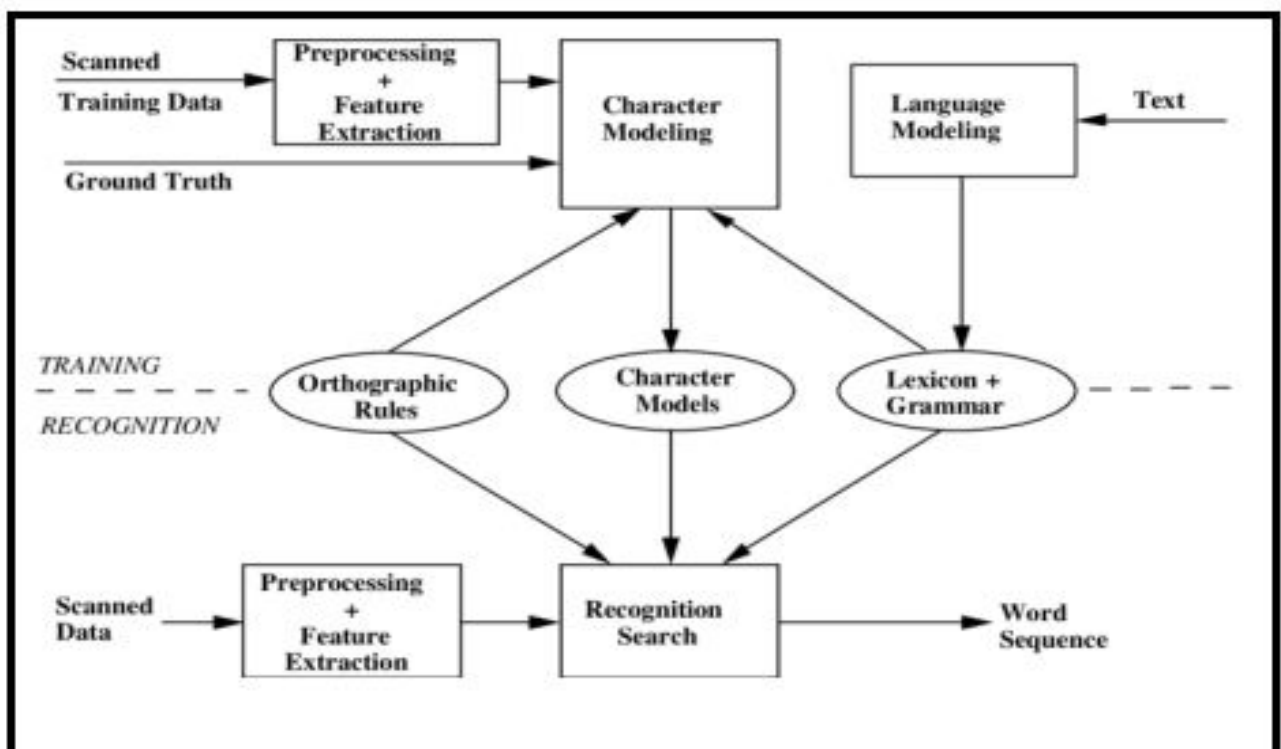 Scanned
Training Data
Preprocessing
+
Feature
Extraction
Ground Truth
Character
Modeling
Language
Modeling
Text
TRAINING
RECOGNITION
Orthographic
Rules
Character
Models
Lexicon +
Grammar
Scanned
Data
Preprocessing
+
Feature
Extraction
Recognition
Search
Word
Sequence